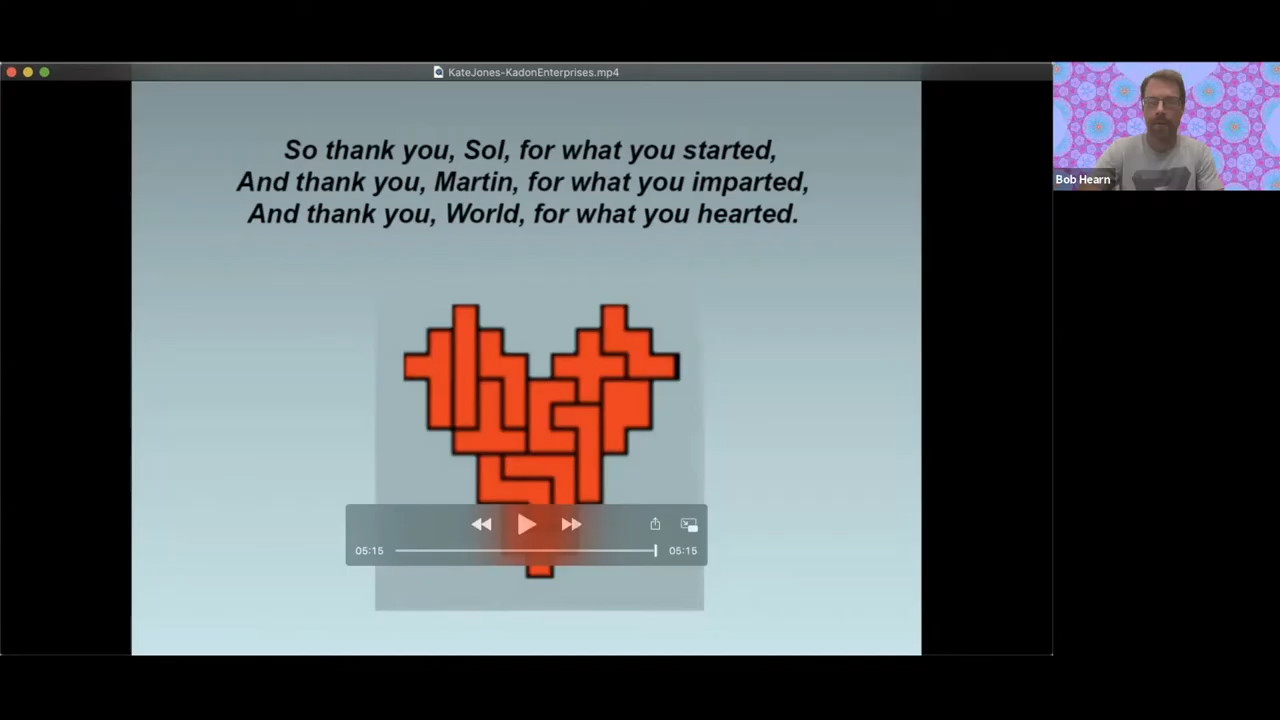 KateJones-KadonEnterprises.mp4
So thank you, Sol, for what you started,
And thank you, Martin, for what you imparted,
And thank you, World, for what you hearted.
Bob Hearn
05:15
05:15